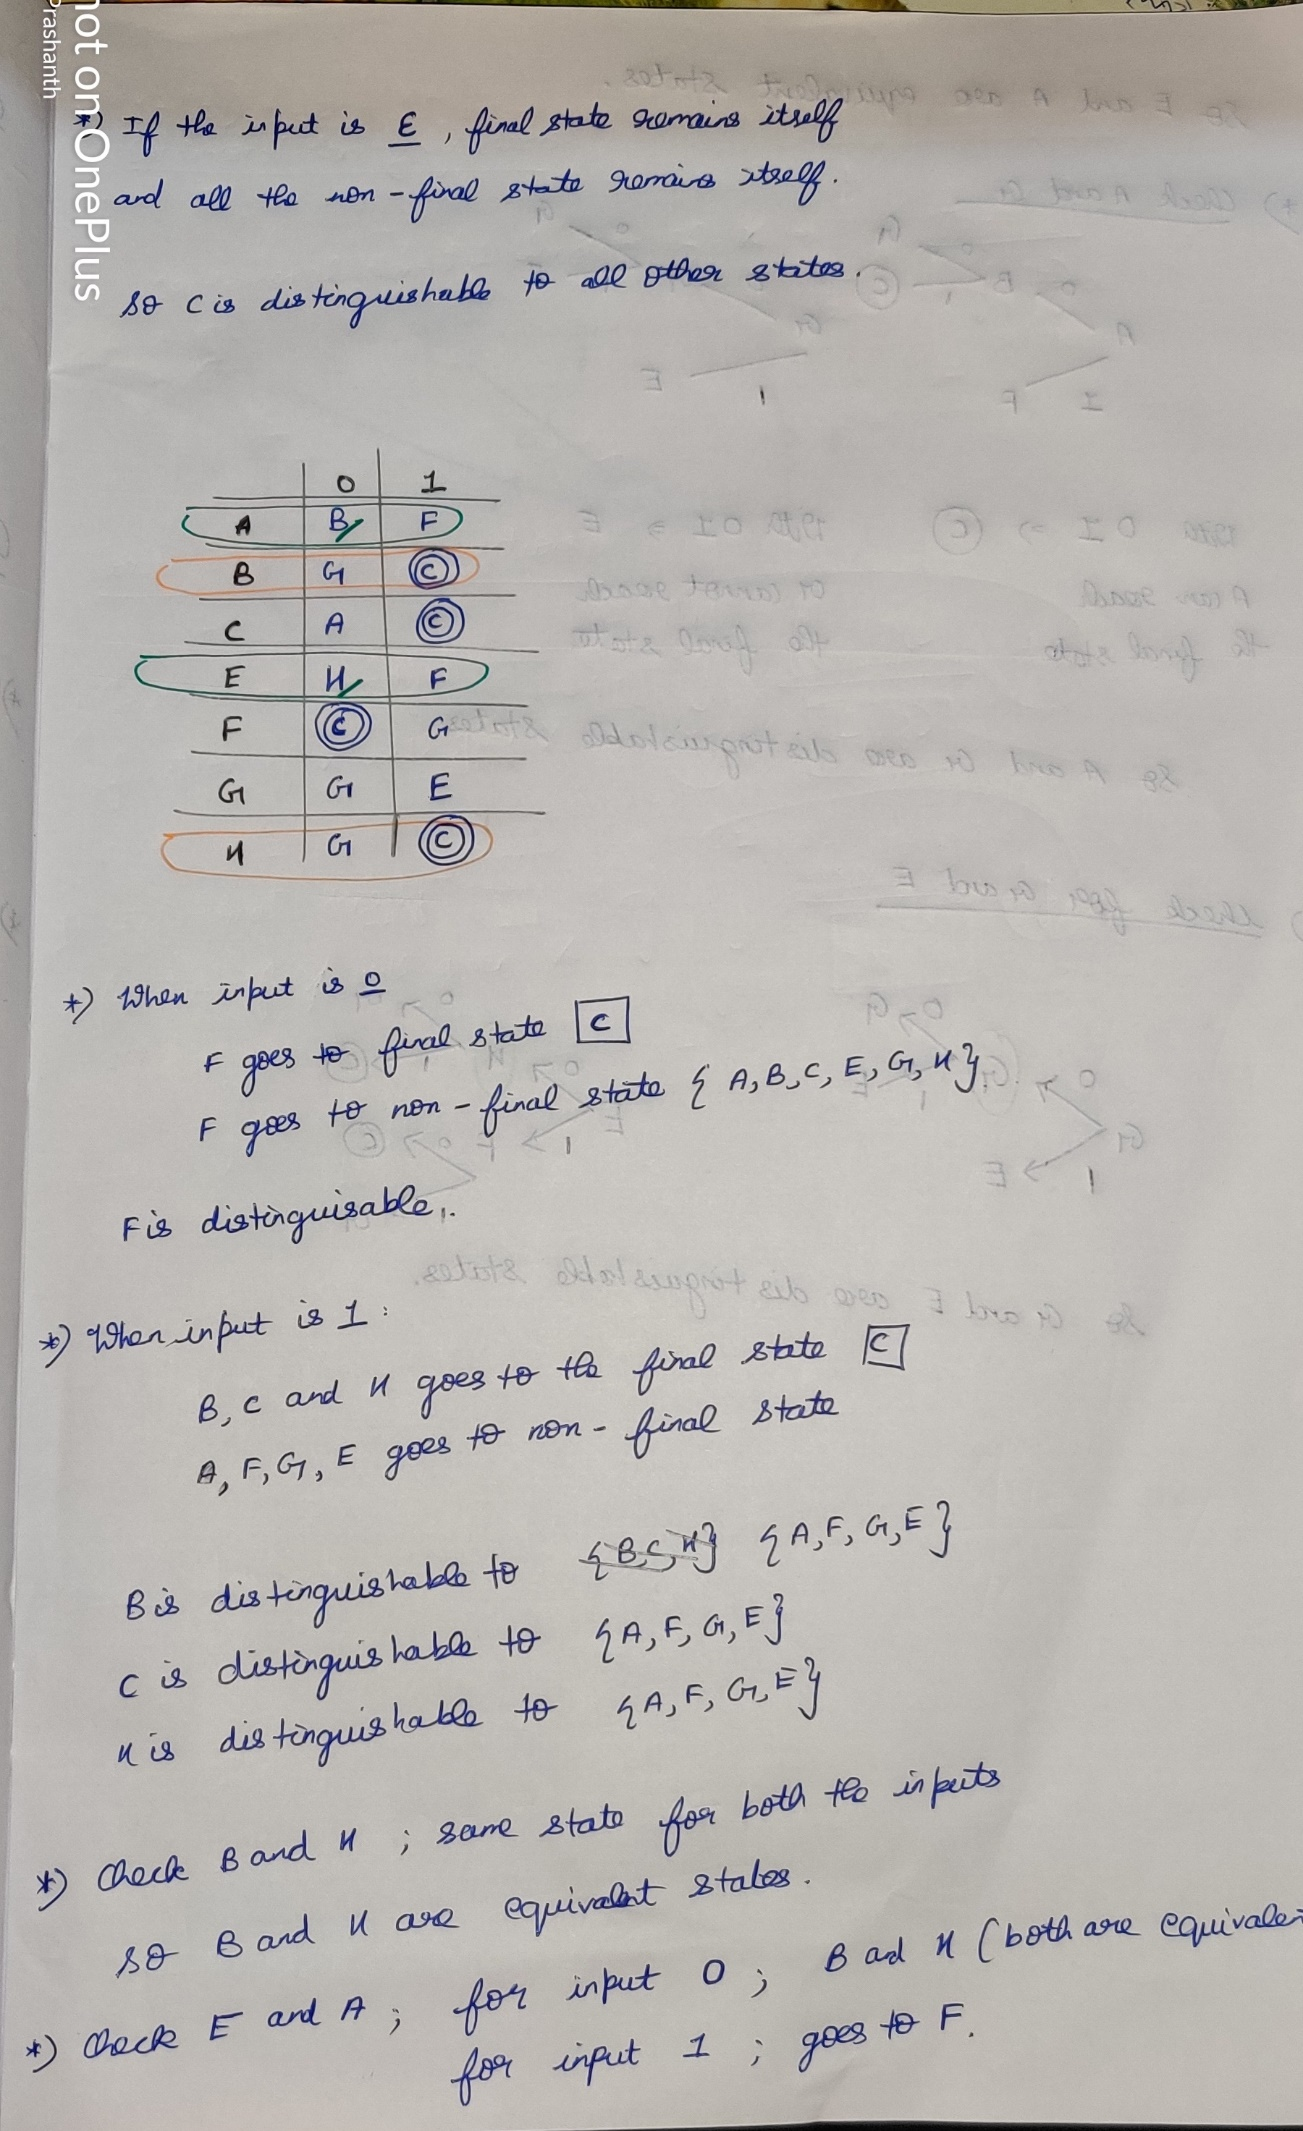 not on OnePlus
Prashanth
*) If the input is ε, final state remains itself
and all the non-final state remains itself.
So C is distinguishable to all other states.
0 1
A B F
B G C
C A C
E H F
F C G
G G E
H G C
*) When input is 0
F goes to final state C
F goes to non-final state { A, B, C, E, G, H }
F is distinguisable.
*) When input is 1:
B, C and H goes to the final state C
A, F, G, E goes to non-final state
B is distinguishable to {B, C, H} {A, F, G, E}
C is distinguishable to {A, F, G, E}
H is distinguishable to {A, F, G, E}
*) Check B and H ; same state for both the inputs
so B and H are equivalent states.
*) Check E and A ; for input 0 ; B ad H (both are equivalen
for input 1 ; goes to F.